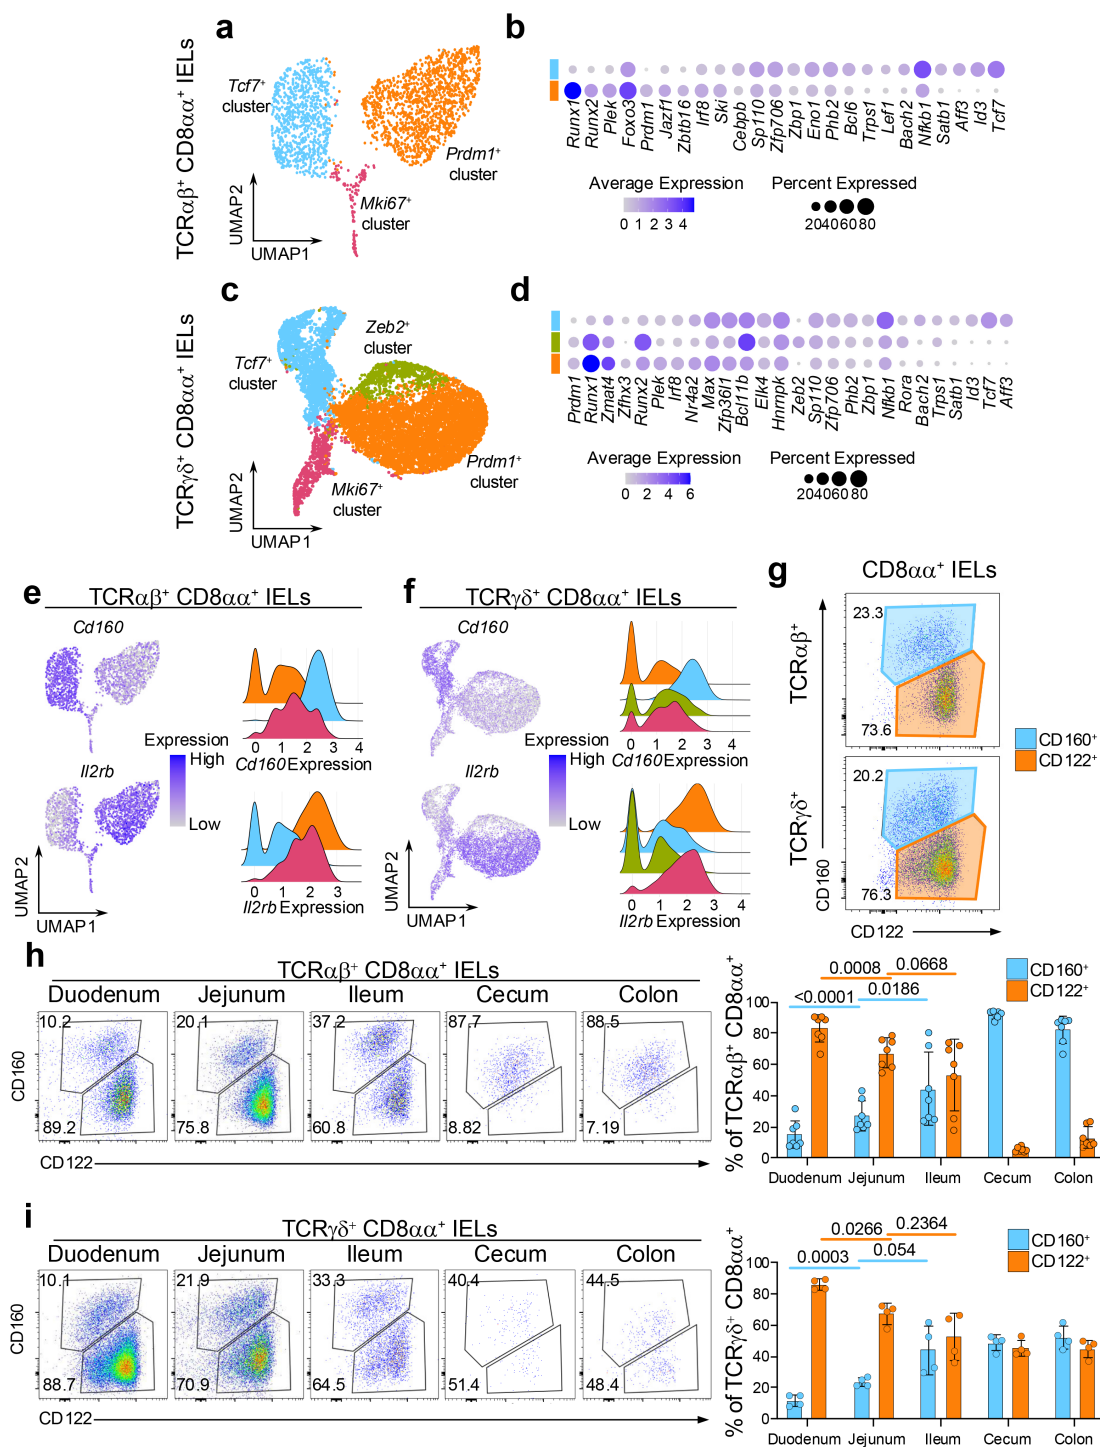 a
TCRαβ⁺ CD8αα⁺ IELs
Tcf7⁺
cluster
Prdm1⁺
cluster
Mki67⁺
cluster
UMAP2
UMAP1
b
Runx1
Runx2
Plek
Foxo3
Prdm1
Jazf1
Zbtb16
Irf8
Ski
Cebpb
Sp110
Zfp706
Zbp1
Eno1
Phb2
Bcl6
Trps1
Lef1
Bach2
Nfkb1
Satb1
Aff3
Id3
Tcf7
Average Expression
0 1 2 3 4
Percent Expressed
20 40 60 80
c
TCRγδ⁺ CD8αα⁺ IELs
Zeb2⁺
cluster
Tcf7⁺
cluster
Prdm1⁺
cluster
Mki67⁺
cluster
UMAP2
UMAP1
d
Prdm1
Runx1
Zmat4
Zfhx3
Runx2
Plek
Irf8
Nr4a2
Max
Zfp36l1
Bcl11b
Elk4
Hnrnpk
Zeb2
Sp110
Zfp706
Phb2
Zbp1
Nfkb1
Rora
Bach2
Trps1
Satb1
Id3
Tcf7
Aff3
Average Expression
0 2 4 6
Percent Expressed
20 40 60 80
e
TCRαβ⁺ CD8αα⁺ IELs
Cd160
Expression
High
Low
0 1 2 3 4
Cd160 Expression
Il2rb
0 1 2 3
Il2rb Expression
UMAP2
UMAP1
f
TCRγδ⁺ CD8αα⁺ IELs
Cd160
Expression
High
Low
0 1 2 3 4
Cd160 Expression
Il2rb
0 1 2 3
Il2rb Expression
UMAP2
UMAP1
g
CD8αα⁺ IELs
TCRαβ⁺
23.3
73.6
TCRγδ⁺
20.2
76.3
CD160
CD122
CD160⁺
CD122⁺
h
TCRαβ⁺ CD8αα⁺ IELs
Duodenum Jejunum Ileum Cecum Colon
10.2 20.1 37.2 87.7 88.5
89.2 75.8 60.8 8.82 7.19
CD160
CD122
% of TCRαβ⁺ CD8αα⁺
0.0008 0.0668
<0.0001 0.0186
CD160⁺
CD122⁺
100
80
60
40
20
0
Duodenum Jejunum Ileum Cecum Colon
i
TCRγδ⁺ CD8αα⁺ IELs
Duodenum Jejunum Ileum Cecum Colon
10.1 21.9 33.3 40.4 44.5
88.7 70.9 64.5 51.4 48.4
CD160
CD122
% of TCRγδ⁺ CD8αα⁺
0.0266 0.2364
0.0003 0.054
CD160⁺
CD122⁺
100
80
60
40
20
0
Duodenum Jejunum Ileum Cecum Colon